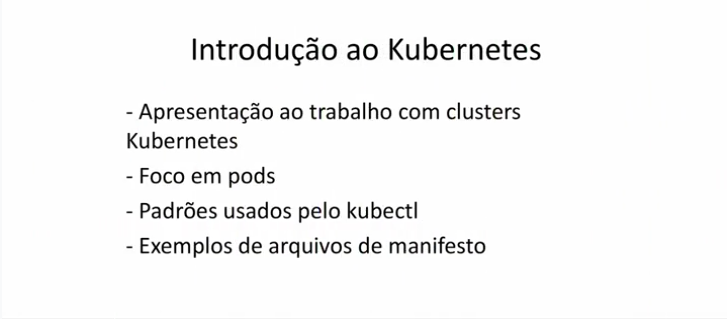 Introdução ao Kubernetes
- Apresentação ao trabalho com clusters
Kubernetes
- Foco em pods
- Padrões usados pelo kubectl
- Exemplos de arquivos de manifesto